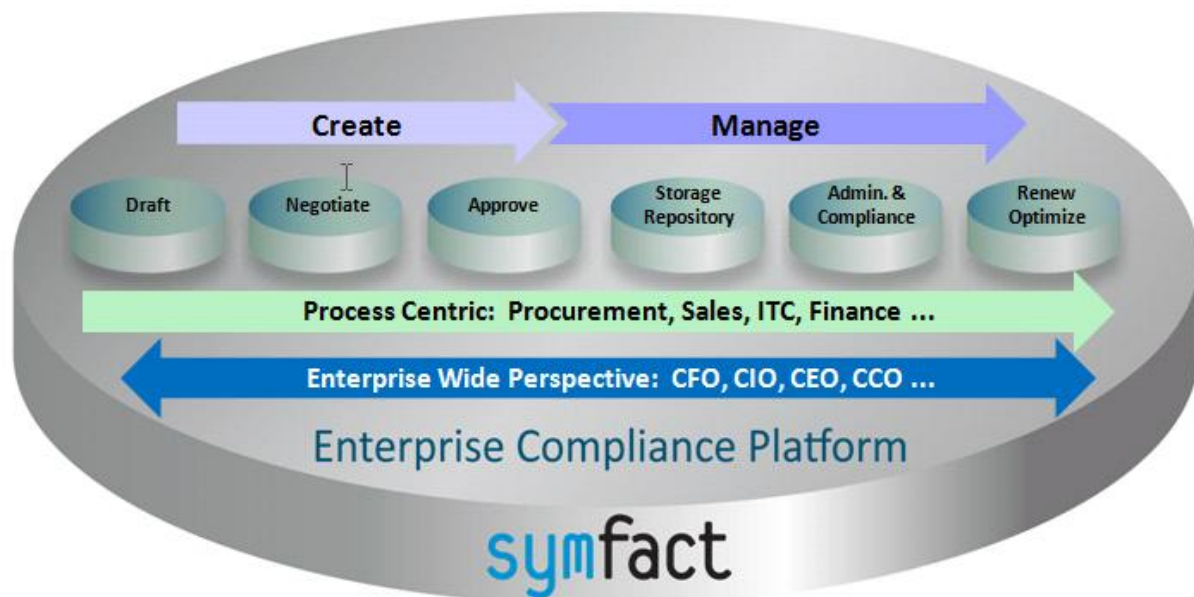 Create
Manage
Draft
Negotiate
Approve
Storage
Repository
Admin. &
Compliance
Renew
Optimize
Process Centric: Procurement, Sales, ITC, Finance ...
Enterprise Wide Perspective: CFO, CIO, CEO, CCO ...
Enterprise Compliance Platform
symfact